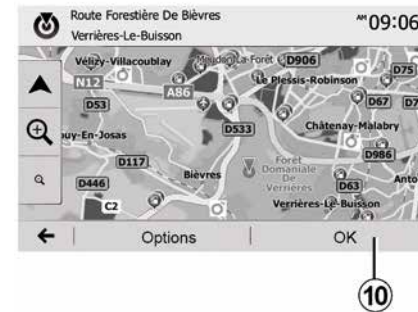 Route Forestière De Bièvres
Verrières-Le-Buisson
AM 09:06
Vélizy-Villacoublay
Meudon-La-Forêt
D906
N12
A86
Le Plessis-Robinson
D75
D53
D67
D533
Châtenay-Malabry
uy-En-Josas
D117
Bièvres
Forêt
Domaniale
De
Verrières
D986
D446
D63
Anto
C2
Verrières-Le-Buisson
Options
OK
10